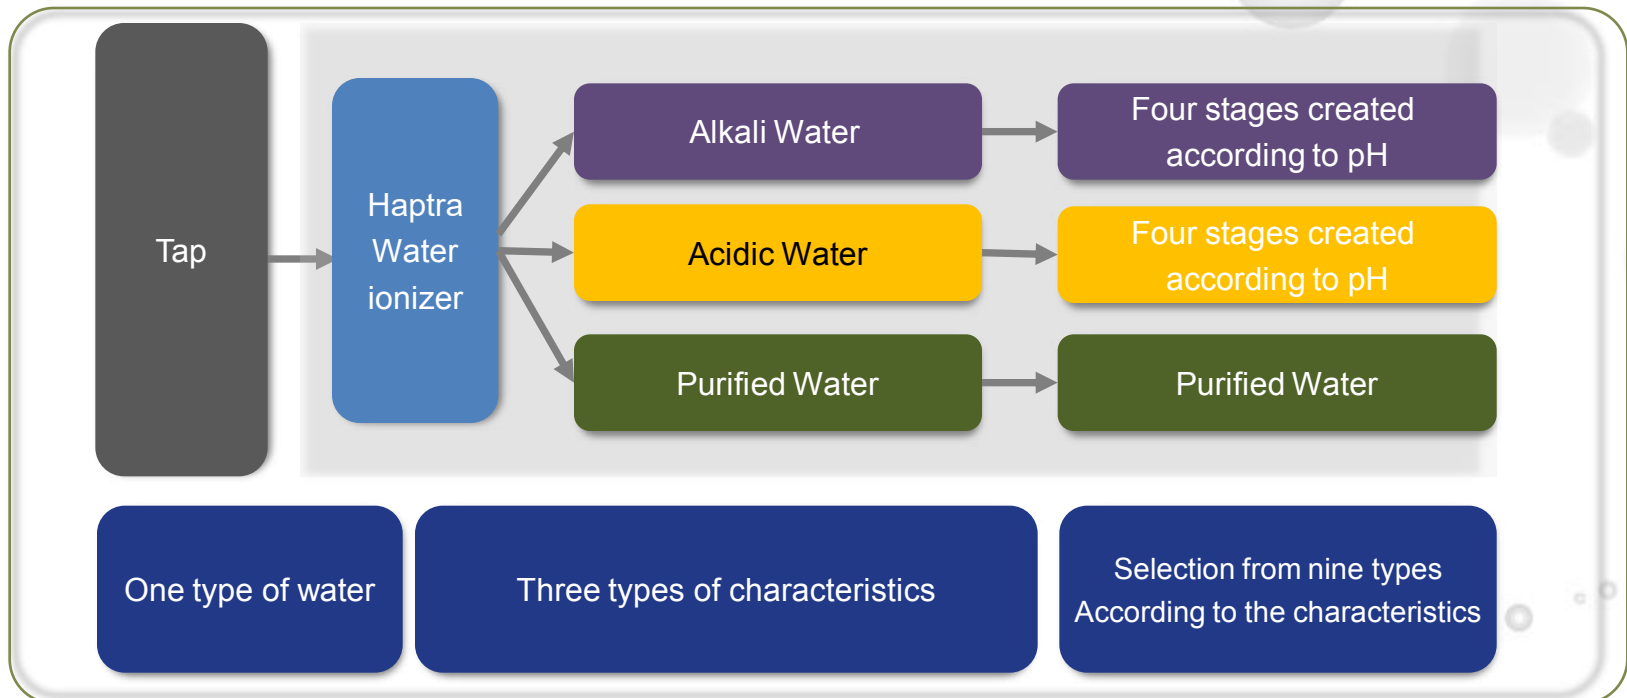 Tap
Haptra
Water
ionizer
Alkali Water
Four stages created
according to pH
Acidic Water
Four stages created
according to pH
Purified Water
Purified Water
One type of water
Three types of characteristics
Selection from nine types
According to the characteristics